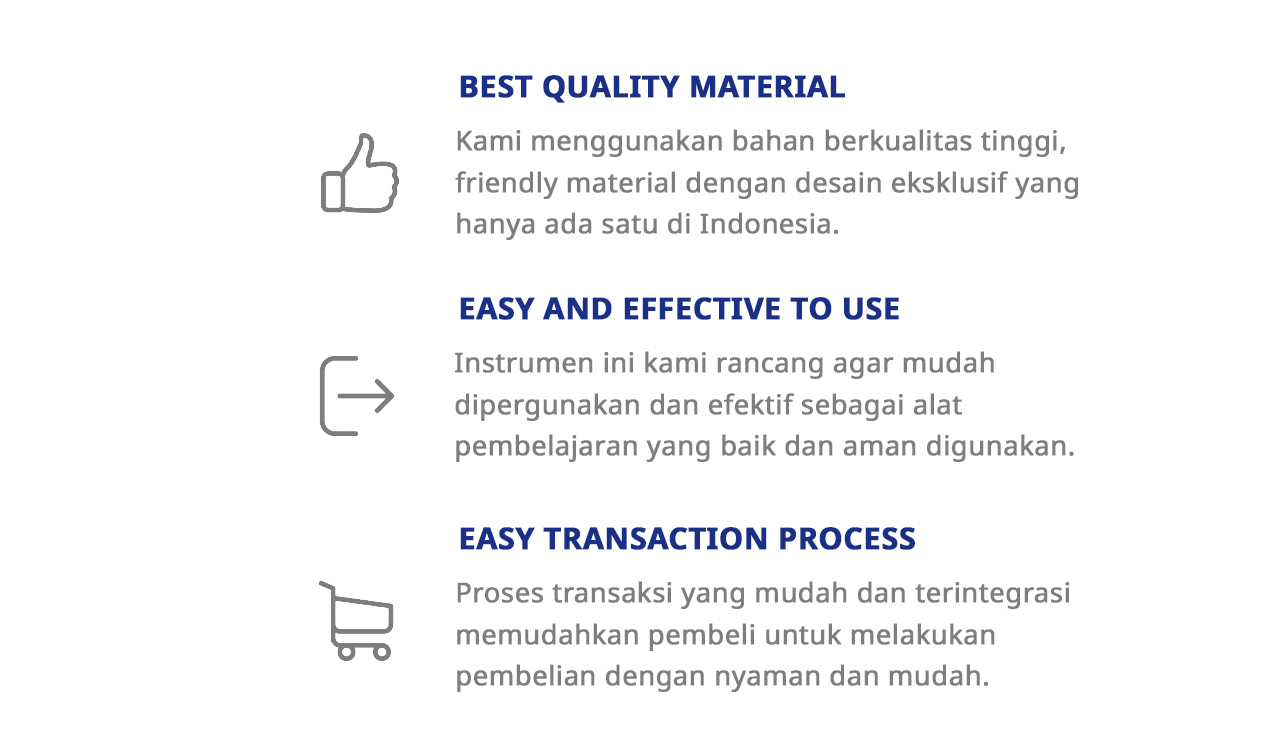 BEST QUALITY MATERIAL
Kami menggunakan bahan berkualitas tinggi,
friendly material dengan desain eksklusif yang
hanya ada satu di Indonesia.
EASY AND EFFECTIVE TO USE
Instrumen ini kami rancang agar mudah
dipergunakan dan efektif sebagai alat
pembelajaran yang baik dan aman digunakan.
EASY TRANSACTION PROCESS
Proses transaksi yang mudah dan terintegrasi
memudahkan pembeli untuk melakukan
pembelian dengan nyaman dan mudah.